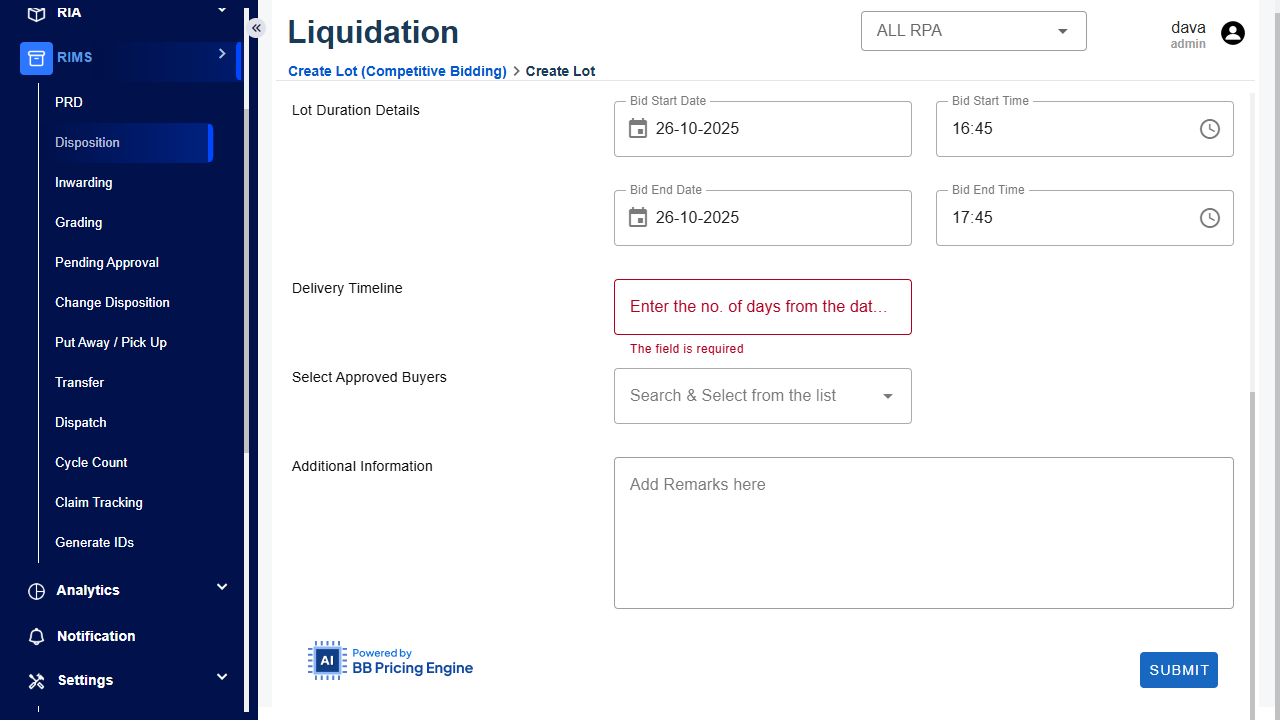 RIA
RIMS
PRD
Disposition
Inwarding
Grading
Pending Approval
Change Disposition
Put Away / Pick Up
Transfer
Dispatch
Cycle Count
Claim Tracking
Generate IDs
Analytics
Notification
Settings
Liquidation
ALL RPA
dava
admin
Create Lot (Competitive Bidding) > Create Lot
Lot Duration Details
Bid Start Date
26-10-2025
Bid Start Time
16:45
Bid End Date
26-10-2025
Bid End Time
17:45
Delivery Timeline
Enter the no. of days from the dat…
The field is required
Select Approved Buyers
Search & Select from the list
Additional Information
Add Remarks here
AI
Powered by
BB Pricing Engine
SUBMIT